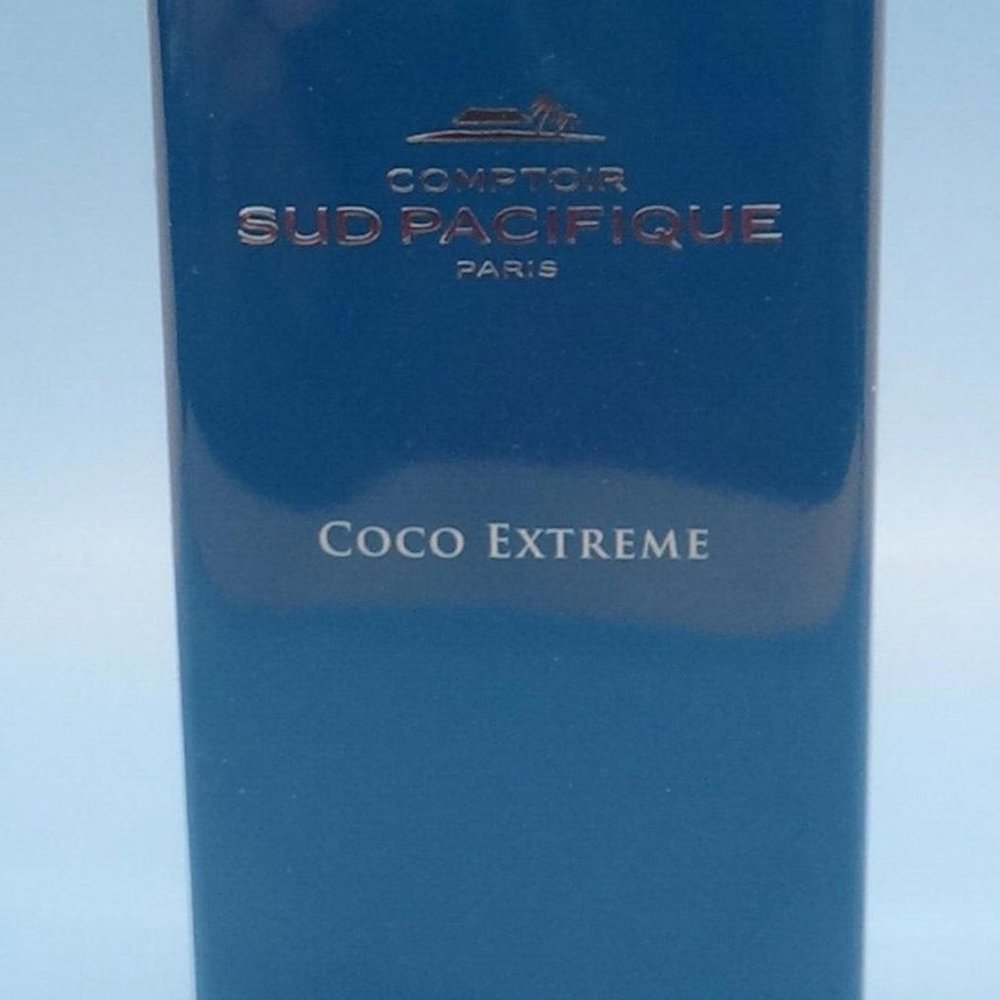 COMPTOIR
SUD PACIFIQUE
PARIS
COCO EXTREME